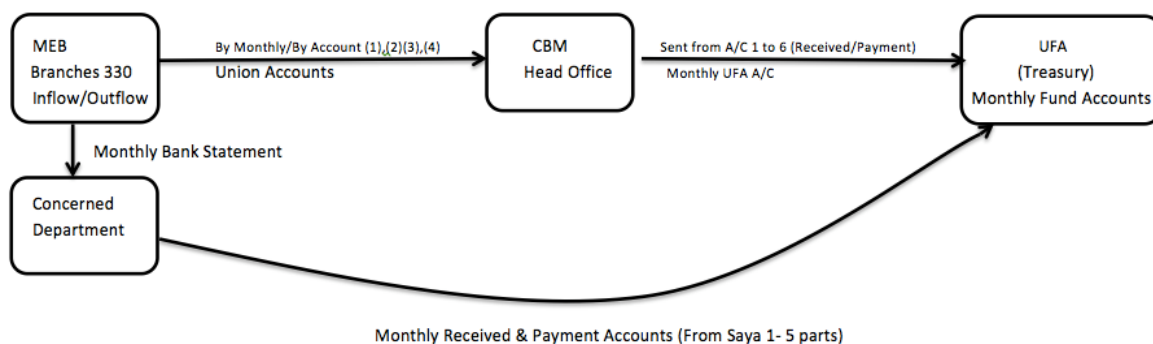 MEB
Branches 330
Inflow/Outflow
By Monthly/By Account (1),(2)(3),(4)
Union Accounts
CBM
Head Office
Sent from A/C 1 to 6 (Received/Payment)
Monthly UFA A/C
UFA
(Treasury)
Monthly Fund Accounts
Monthly Bank Statement
Concerned
Department
Monthly Received & Payment Accounts (From Saya 1- 5 parts)